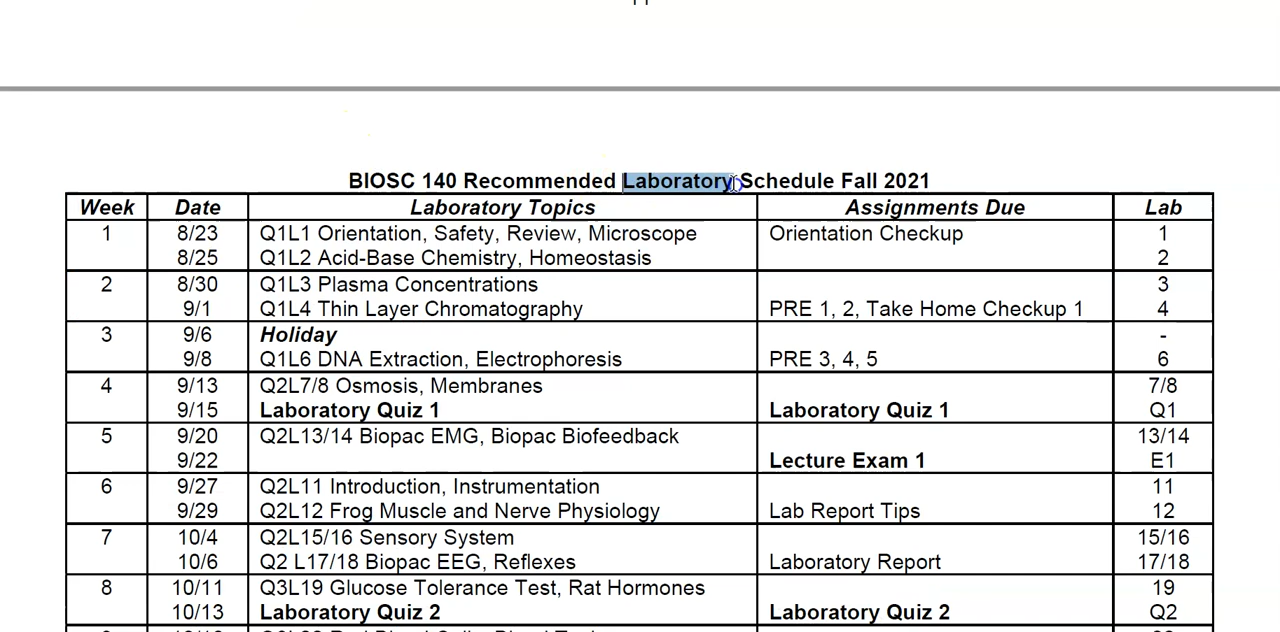 BIOSC 140 Recommended Laboratory Schedule Fall 2021
Week Date Laboratory Topics Assignments Due Lab
1 8/23 Q1L1 Orientation, Safety, Review, Microscope Orientation Checkup 1
8/25 Q1L2 Acid-Base Chemistry, Homeostasis 2
2 8/30 Q1L3 Plasma Concentrations 3
9/1 Q1L4 Thin Layer Chromatography PRE 1, 2, Take Home Checkup 1 4
3 9/6 Holiday -
9/8 Q1L6 DNA Extraction, Electrophoresis PRE 3, 4, 5 6
4 9/13 Q2L7/8 Osmosis, Membranes 7/8
9/15 Laboratory Quiz 1 Laboratory Quiz 1 Q1
5 9/20 Q2L13/14 Biopac EMG, Biopac Biofeedback 13/14
9/22 Lecture Exam 1 E1
6 9/27 Q2L11 Introduction, Instrumentation 11
9/29 Q2L12 Frog Muscle and Nerve Physiology Lab Report Tips 12
7 10/4 Q2L15/16 Sensory System 15/16
10/6 Q2 L17/18 Biopac EEG, Reflexes Laboratory Report 17/18
8 10/11 Q3L19 Glucose Tolerance Test, Rat Hormones 19
10/13 Laboratory Quiz 2 Laboratory Quiz 2 Q2